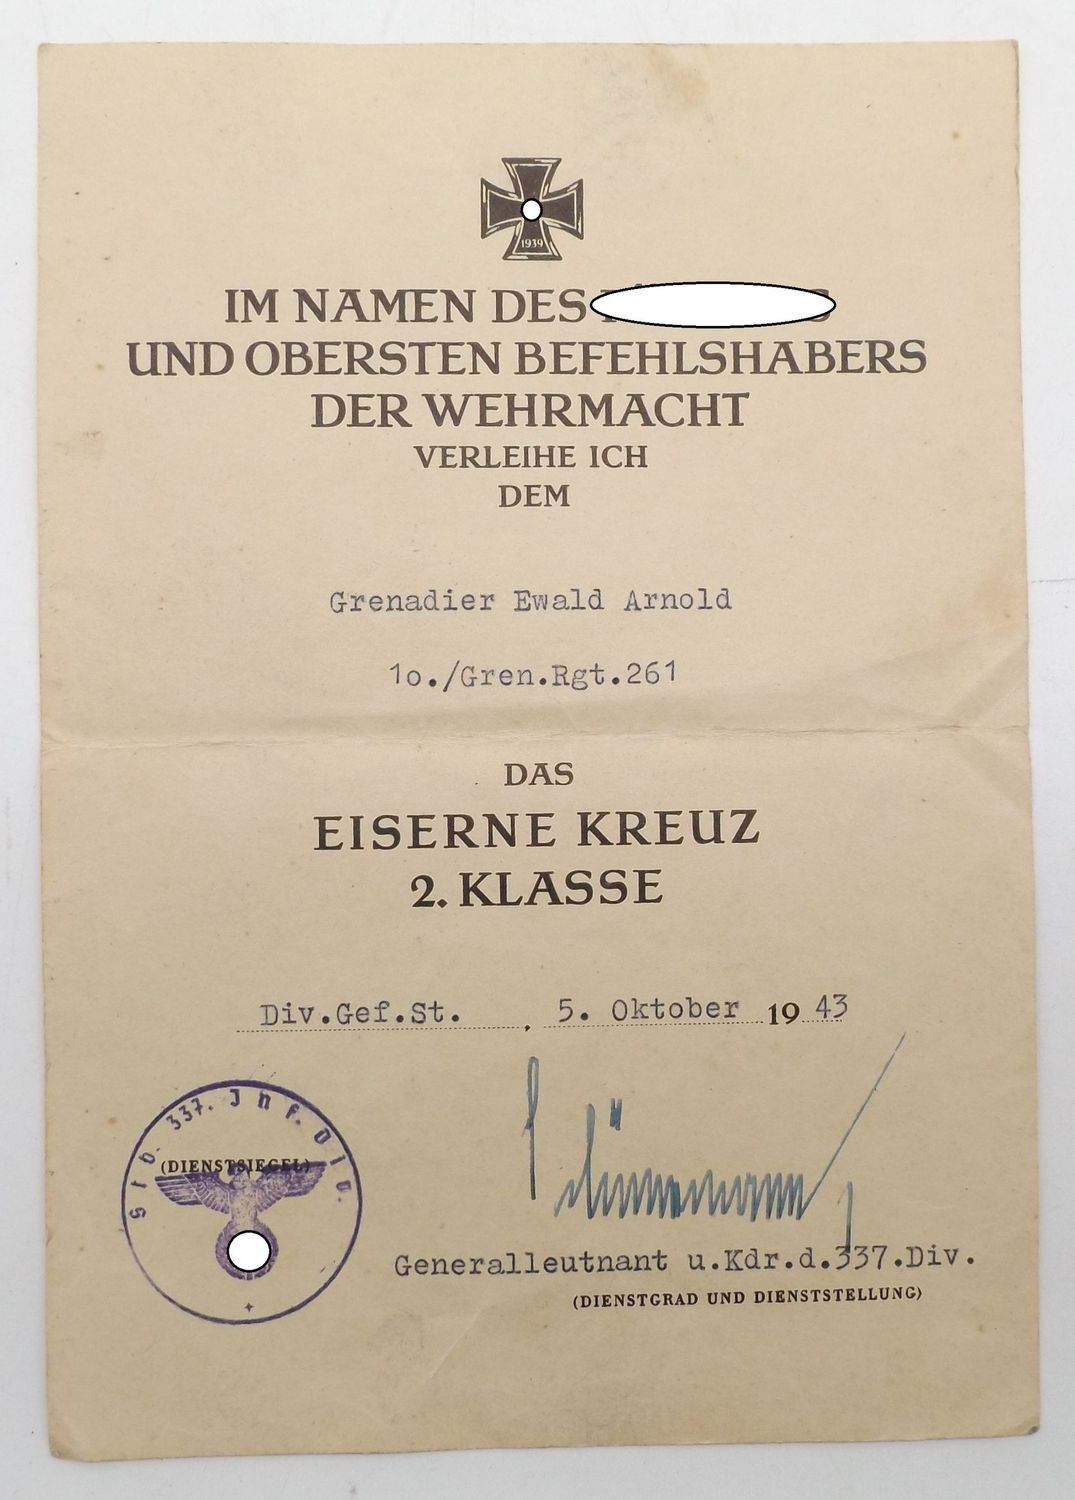 1939
IM NAMEN DES
UND OBERSTEN BEFEHLSHABERS
DER WEHRMACHT
VERLEIHE ICH
DEM
Grenadier Ewald Arnold
1o./Gren.Rgt.261
DAS
EISERNE KREUZ
2. KLASSE
Div.Gef.St. , 5. Oktober 1943
Stb. 337. Inf. Div.
(DIENSTSIEGEL)
Generalleutnant u.Kdr.d.337.Div.
(DIENSTGRAD UND DIENSTSTELLUNG)